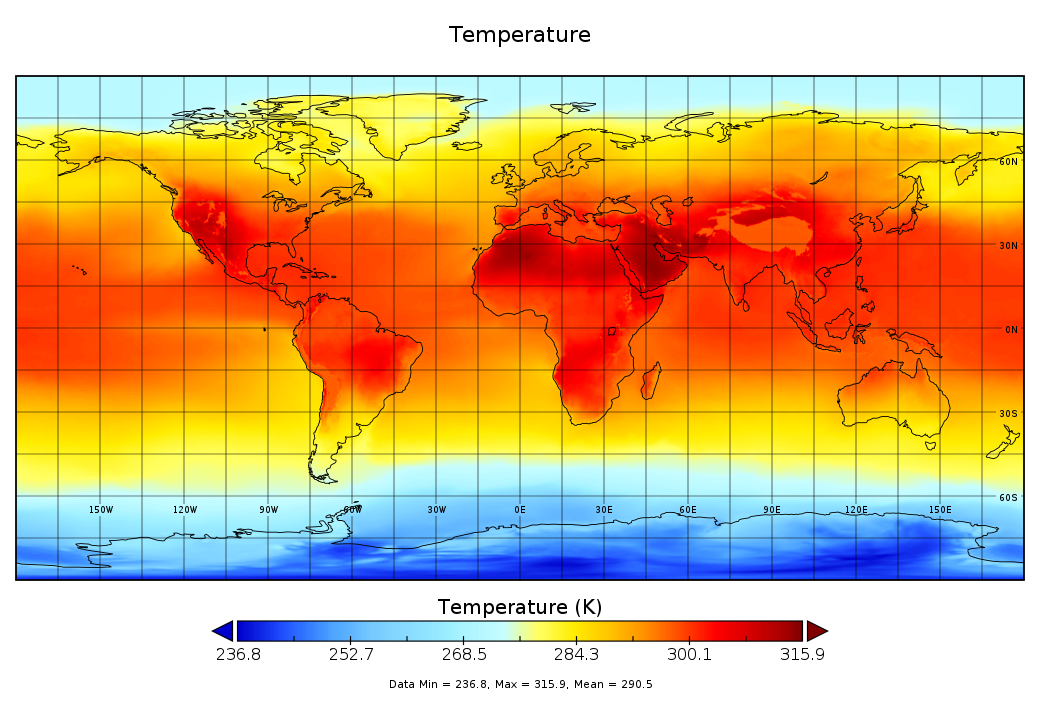 Temperature
60N
30N
0N
30S
60S
150W 120W 90W 60W 30W 0E 30E 60E 90E 120E 150E
Temperature (K)
236.8 252.7 268.5 284.3 300.1 315.9
Data Min = 236.8, Max = 315.9, Mean = 290.5